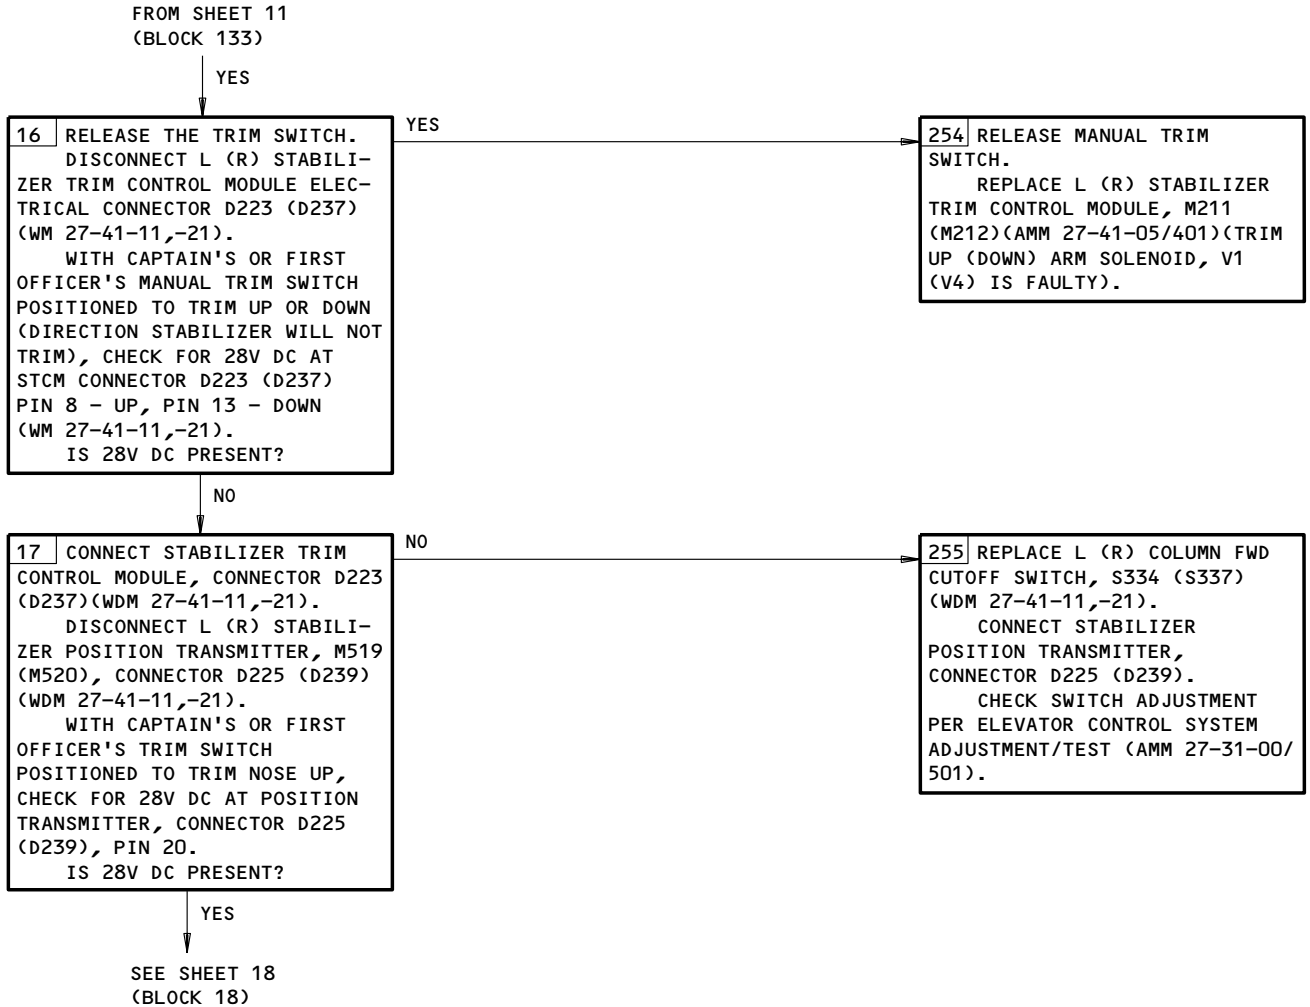 FROM SHEET 11
(BLOCK 133)
YES
16 RELEASE THE TRIM SWITCH.
DISCONNECT L (R) STABILI-
ZER TRIM CONTROL MODULE ELEC-
TRICAL CONNECTOR D223 (D237)
(WM 27-41-11,-21).
WITH CAPTAIN'S OR FIRST
OFFICER'S MANUAL TRIM SWITCH
POSITIONED TO TRIM UP OR DOWN
(DIRECTION STABILIZER WILL NOT
TRIM), CHECK FOR 28V DC AT
STCM CONNECTOR D223 (D237)
PIN 8 - UP, PIN 13 - DOWN
(WM 27-41-11,-21).
IS 28V DC PRESENT?
YES
254 RELEASE MANUAL TRIM
SWITCH.
REPLACE L (R) STABILIZER
TRIM CONTROL MODULE, M211
(M212)(AMM 27-41-05/401)(TRIM
UP (DOWN) ARM SOLENOID, V1
(V4) IS FAULTY).
NO
17 CONNECT STABILIZER TRIM
CONTROL MODULE, CONNECTOR D223
(D237)(WDM 27-41-11,-21).
DISCONNECT L (R) STABILI-
ZER POSITION TRANSMITTER, M519
(M520), CONNECTOR D225 (D239)
(WDM 27-41-11,-21).
WITH CAPTAIN'S OR FIRST
OFFICER'S TRIM SWITCH
POSITIONED TO TRIM NOSE UP,
CHECK FOR 28V DC AT POSITION
TRANSMITTER, CONNECTOR D225
(D239), PIN 20.
IS 28V DC PRESENT?
NO
255 REPLACE L (R) COLUMN FWD
CUTOFF SWITCH, S334 (S337)
(WDM 27-41-11,-21).
CONNECT STABILIZER
POSITION TRANSMITTER,
CONNECTOR D225 (D239).
CHECK SWITCH ADJUSTMENT
PER ELEVATOR CONTROL SYSTEM
ADJUSTMENT/TEST (AMM 27-31-00/
501).
YES
SEE SHEET 18
(BLOCK 18)